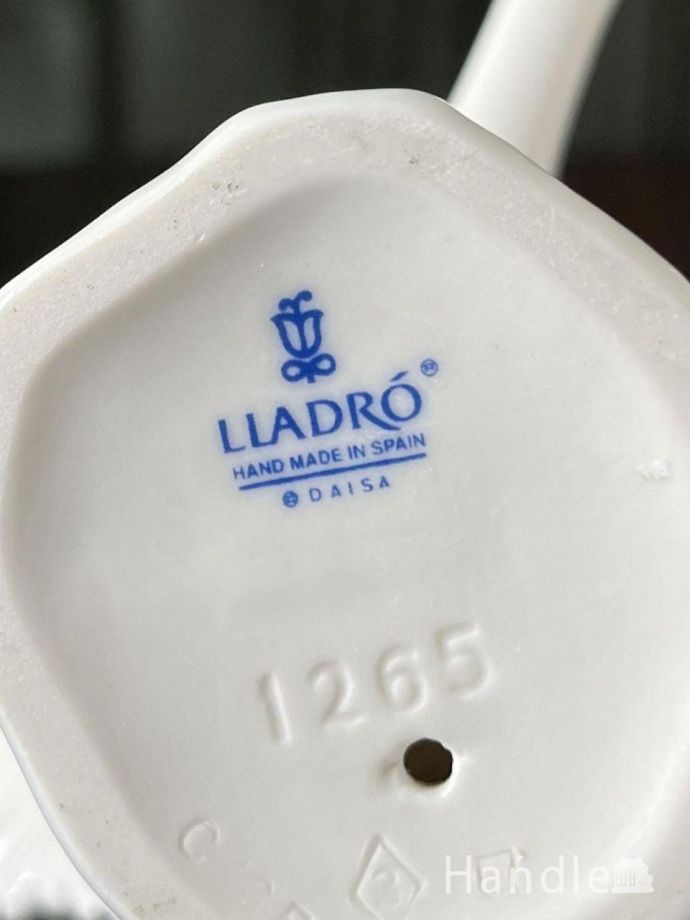 LLADRÓ®
HAND MADE IN SPAIN
© DAISA
1265
C
Handle